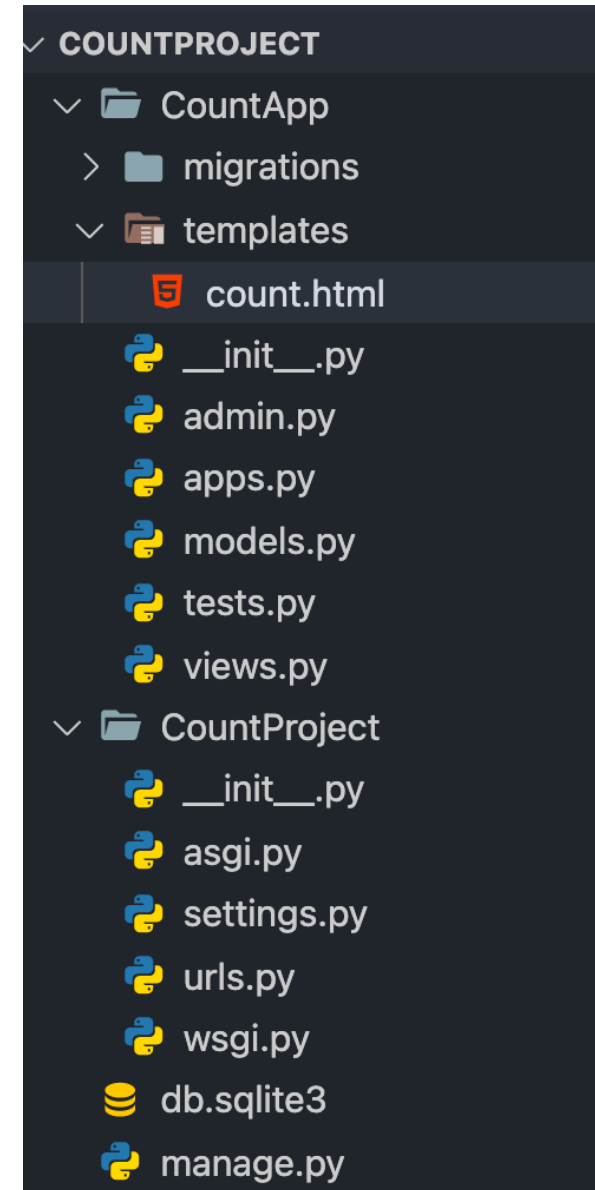 COUNTPROJECT
CountApp
migrations
templates
count.html
__init__.py
admin.py
apps.py
models.py
tests.py
views.py
CountProject
__init__.py
asgi.py
settings.py
urls.py
wsgi.py
db.sqlite3
manage.py